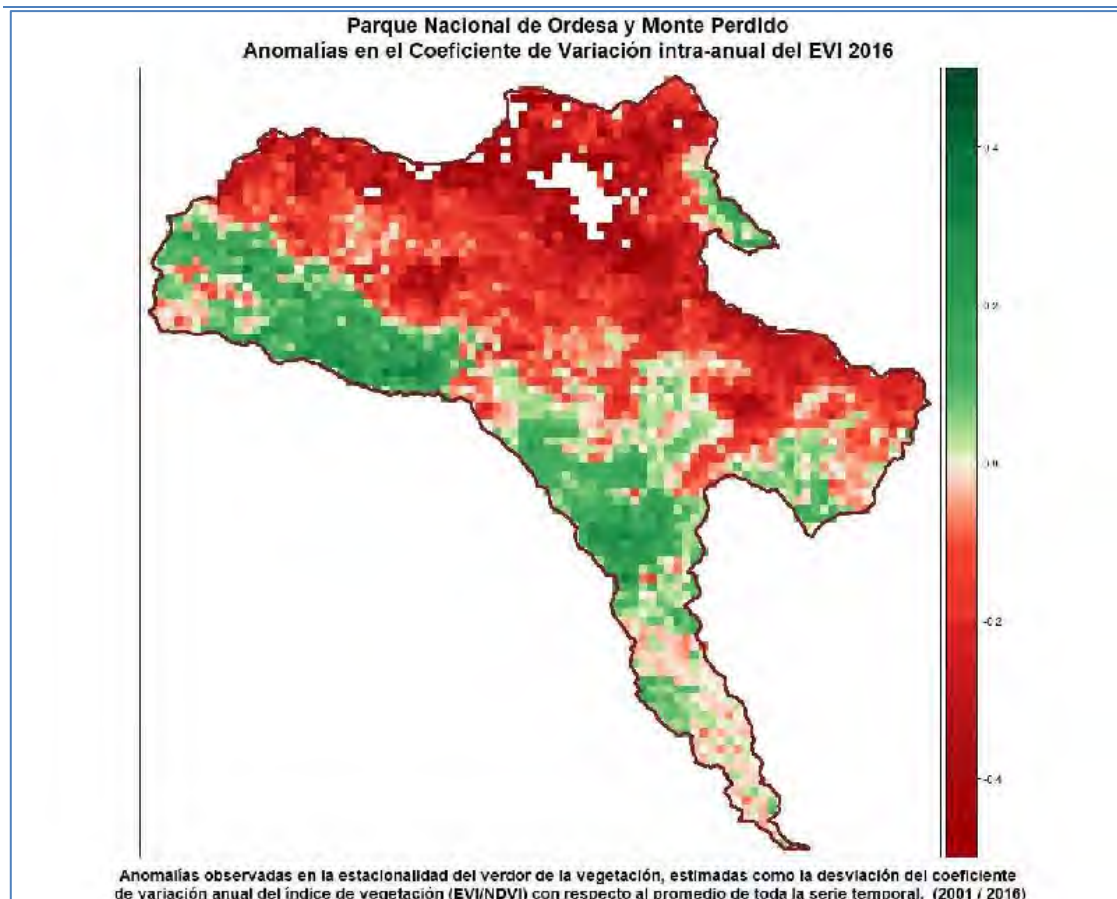 Parque Nacional de Ordesa y Monte Perdido
Anomalías en el Coeficiente de Variación intra-anual del EVI 2016
0.4
0.2
0.0
-0.2
-0.4
Anomalías observadas en la estacionalidad del verdor de la vegetación, estimadas como la desviación del coeficiente
de variación anual del índice de vegetación (EVI/NDVI) con respecto al promedio de toda la serie temporal. (2001 / 2016)